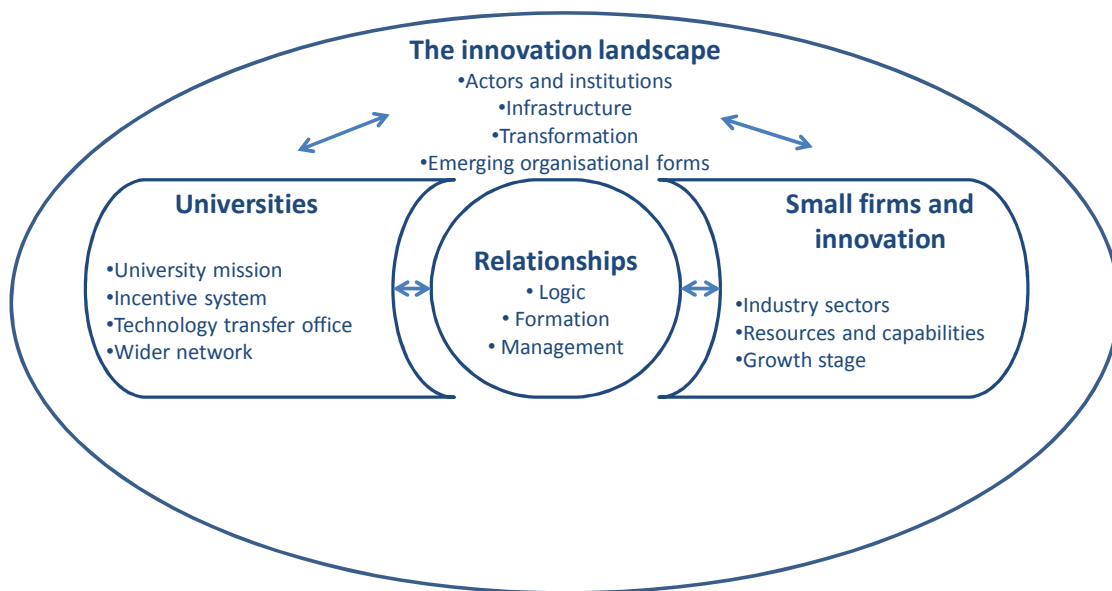 The innovation landscape
•Actors and institutions
•Infrastructure
•Transformation
•Emerging organisational forms
Universities
•University mission
•Incentive system
•Technology transfer office
•Wider network
Relationships
• Logic
• Formation
• Management
Small firms and
innovation
•Industry sectors
•Resources and capabilities
•Growth stage